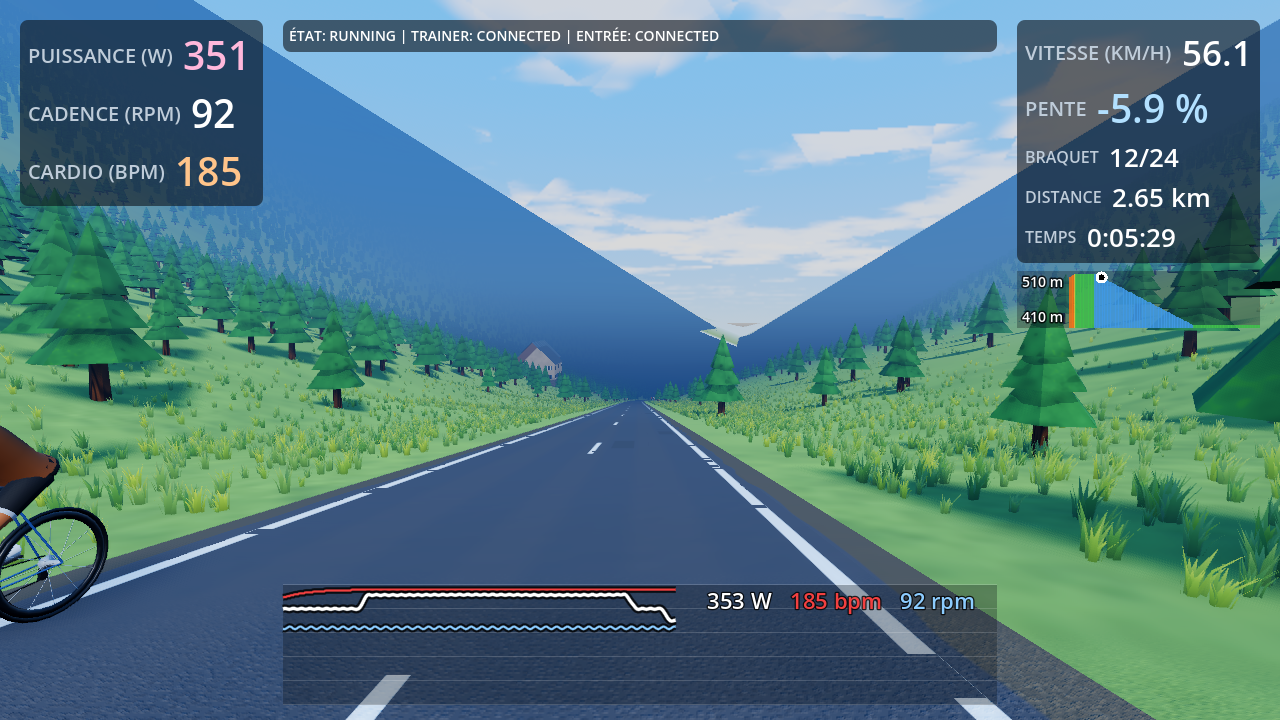 PUISSANCE (W) 351
CADENCE (RPM) 92
CARDIO (BPM) 185
ÉTAT: RUNNING | TRAINER: CONNECTED | ENTRÉE: CONNECTED
VITESSE (KM/H) 56.1
PENTE -5.9 %
BRAQUET 12/24
DISTANCE 2.65 km
TEMPS 0:05:29
510 m
410 m
353 W 185 bpm 92 rpm